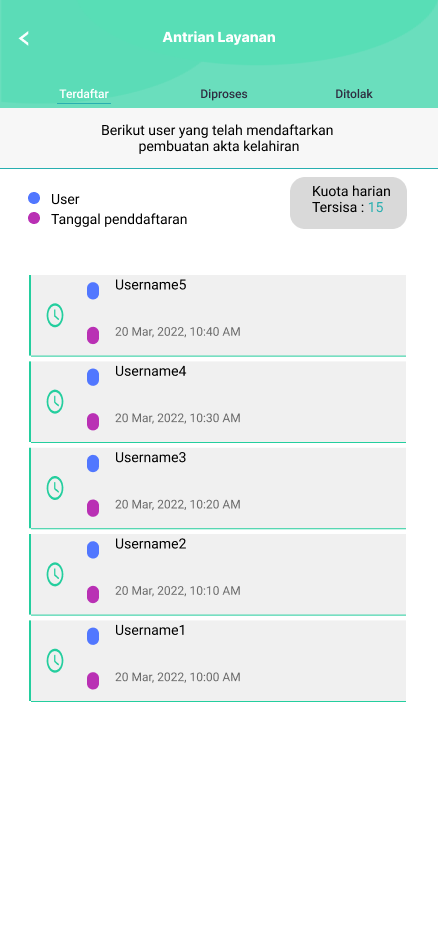 Antrian Layanan
Terdaftar
Diproses
Ditolak
Berikut user yang telah mendaftarkan
pembuatan akta kelahiran
User
Tanggal penddaftaran
Kuota harian
Tersisa : 15
Username5
20 Mar, 2022, 10:40 AM
Username4
20 Mar, 2022, 10:30 AM
Username3
20 Mar, 2022, 10:20 AM
Username2
20 Mar, 2022, 10:10 AM
Username1
20 Mar, 2022, 10:00 AM